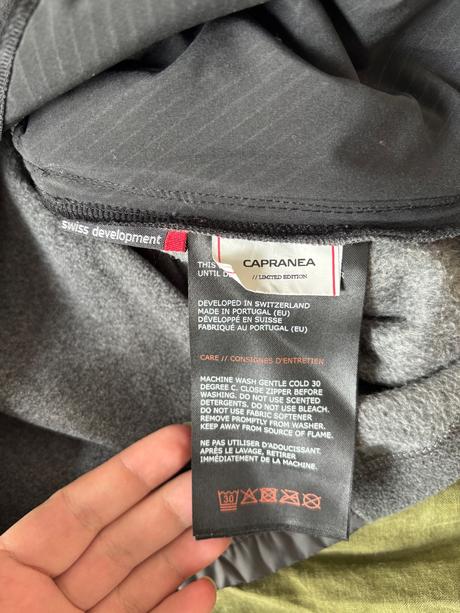 swiss development
CAPRANEA
// LIMITED EDITION
THIS
UNTIL
DEVELOPED IN SWITZERLAND
MADE IN PORTUGAL (EU)
DÉVELOPPÉ EN SUISSE
FABRIQUÉ AU PORTUGAL (EU)
CARE // CONSIGNES D'ENTRETIEN
MACHINE WASH GENTLE COLD 30
DEGREE C. CLOSE ZIPPER BEFORE
WASHING. DO NOT USE SCENTED
DETERGENTS. DO NOT USE BLEACH.
DO NOT USE FABRIC SOFTENER
REMOVE PROMPTLY FROM WASHER.
KEEP AWAY FROM SOURCE OF FLAME.
NE PAS UTILISER D'ADOUCISSANT.
APRÈS LE LAVAGE, RETIRER
IMMÉDIATEMENT DE LA MACHINE.
30